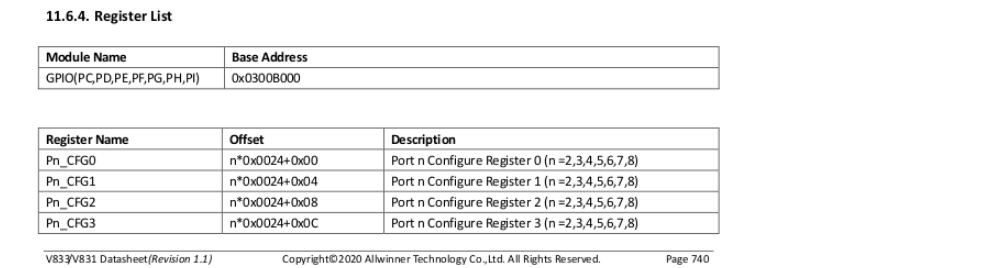 11.6.4. Register List
Module Name Base Address
GPIO(PC,PD,PE,PF,PG,PH,PI) 0x0300B000
Register Name Offset Description
Pn_CFG0 n*0x0024+0x00 Port n Configure Register 0 (n =2,3,4,5,6,7,8)
Pn_CFG1 n*0x0024+0x04 Port n Configure Register 1 (n =2,3,4,5,6,7,8)
Pn_CFG2 n*0x0024+0x08 Port n Configure Register 2 (n =2,3,4,5,6,7,8)
Pn_CFG3 n*0x0024+0x0C Port n Configure Register 3 (n =2,3,4,5,6,7,8)
V833/V831 Datasheet(Revision 1.1) Copyright©2020 Allwinner Technology Co.,Ltd. All Rights Reserved. Page 740